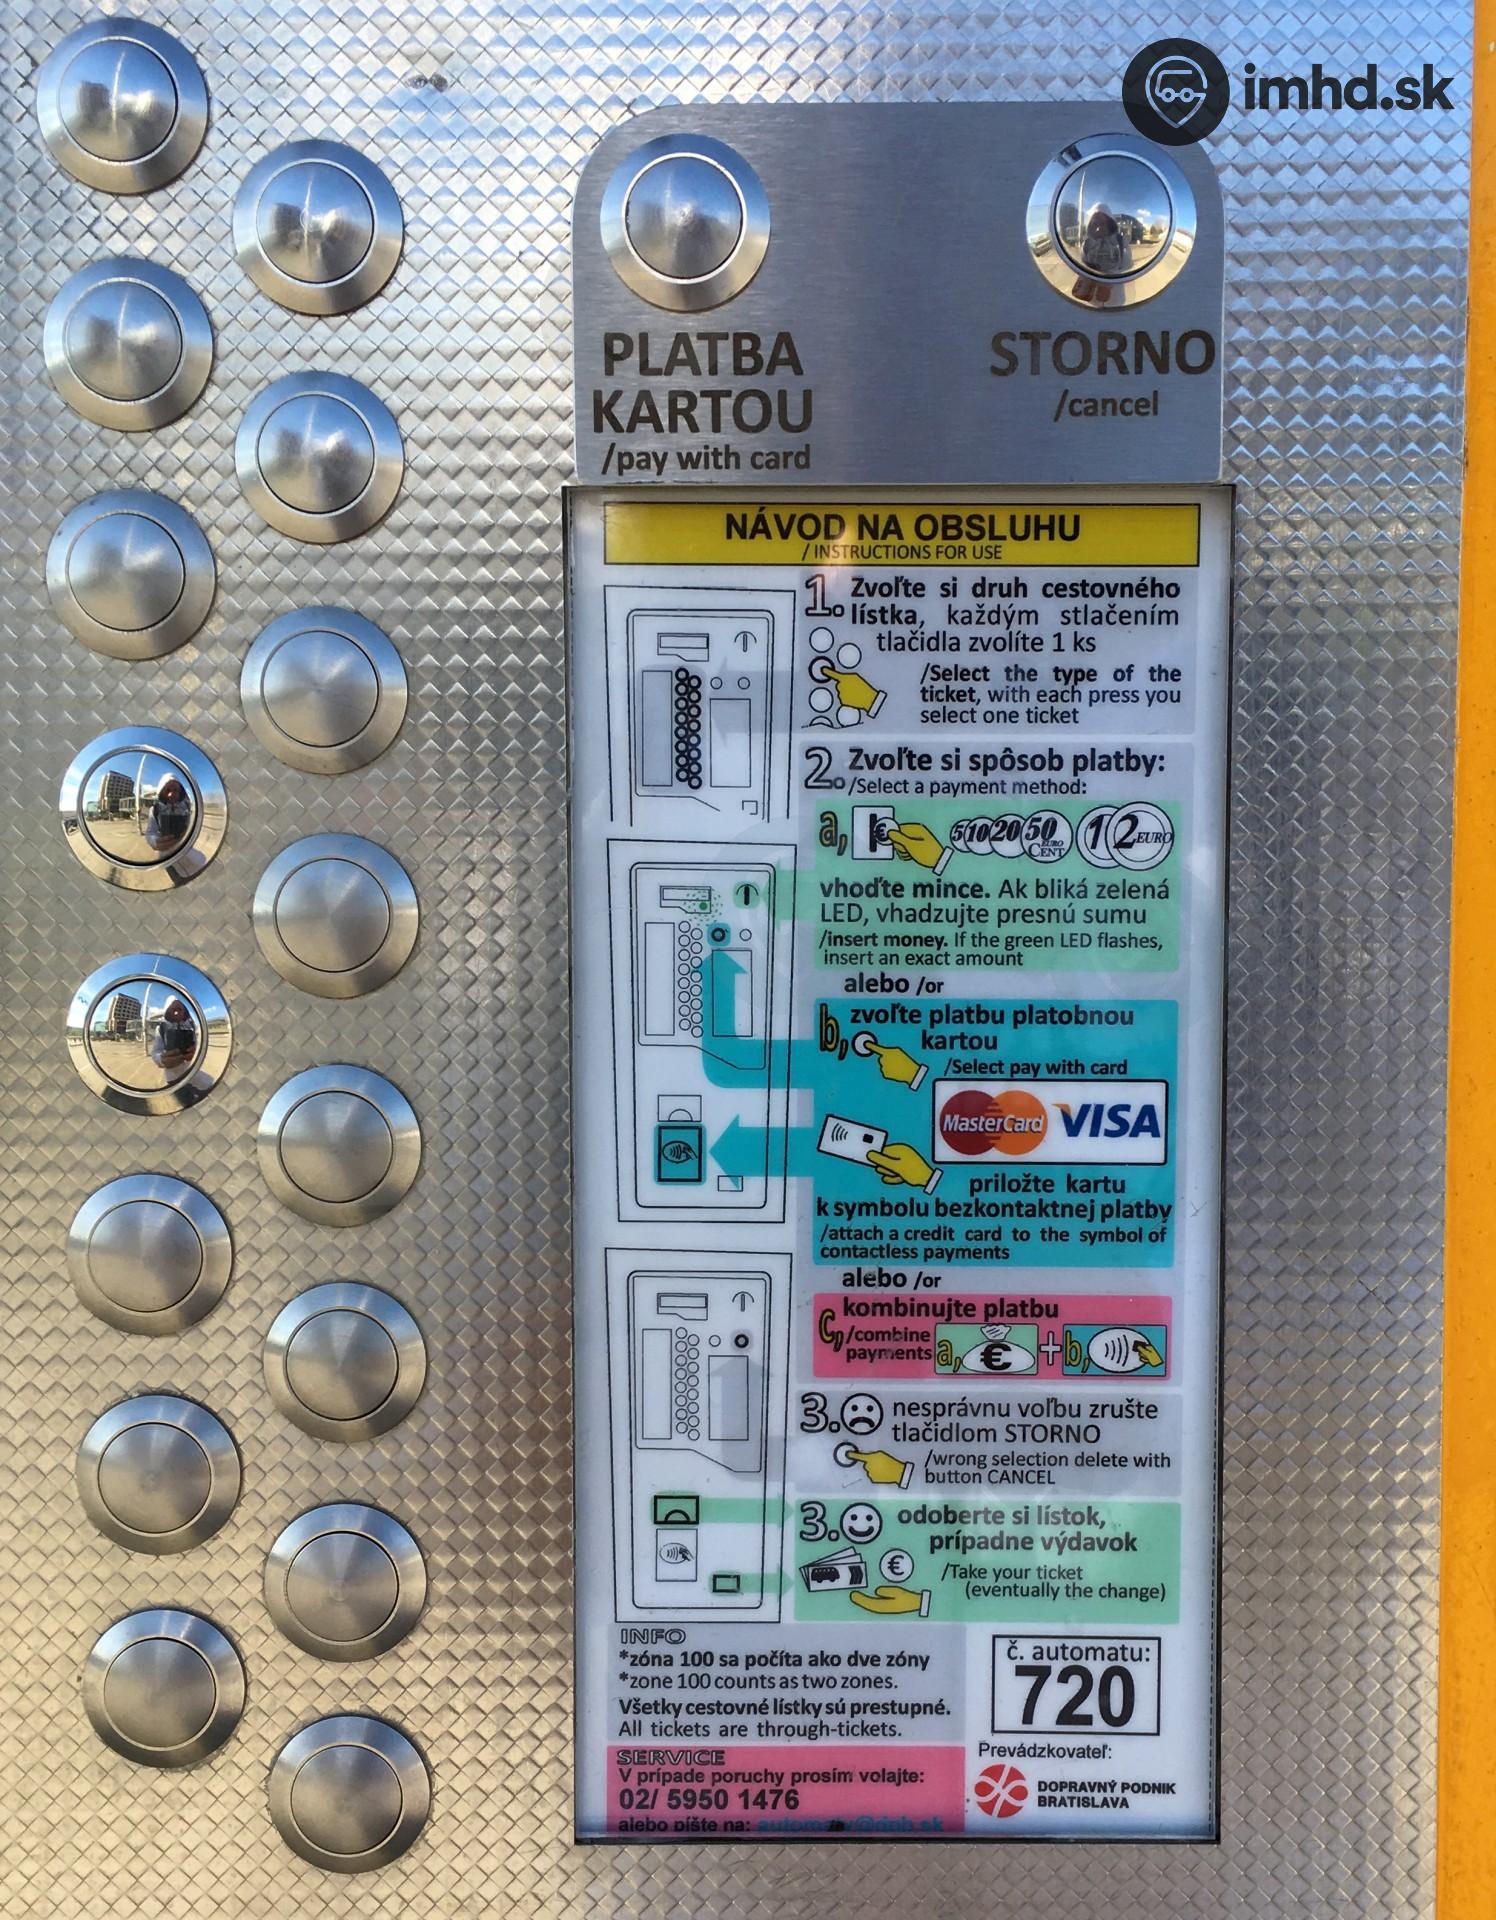 imhd.sk
PLATBA
KARTOU
/pay with card
STORNO
/cancel
NÁVOD NA OBSLUHU
/ INSTRUCTIONS FOR USE
1. Zvoľte si druh cestovného
lístka, každým stlačením
tlačidla zvolíte 1 ks
/Select the type of the
ticket, with each press you
select one ticket
2. Zvoľte si spôsob platby:
/Select a payment method:
a, € 5 10 20 50 EURO CENT 1 2 EURO
vhoďte mince. Ak bliká zelená
LED, vhadzujte presnú sumu
/insert money. If the green LED flashes,
insert an exact amount
alebo /or
b, zvoľte platbu platobnou
kartou
/Select pay with card
MasterCard VISA
priložte kartu
k symbolu bezkontaktnej platby
/attach a credit card to the symbol of
contactless payments
alebo /or
c, kombinujte platbu
/combine
payments a, € + b,
3. nesprávnu voľbu zrušte
tlačidlom STORNO
/wrong selection delete with
button CANCEL
3. odoberte si lístok,
prípadne výdavok
€ /Take your ticket
(eventually the change)
INFO
*zóna 100 sa počíta ako dve zóny
*zone 100 counts as two zones.
Všetky cestovné lístky sú prestupné.
All tickets are through-tickets.
č. automatu:
720
SERVICE
V prípade poruchy prosím volajte:
02/ 5950 1476
alebo píšte na: automaty@dpb.sk
Prevádzkovateľ:
DOPRAVNÝ PODNIK
BRATISLAVA